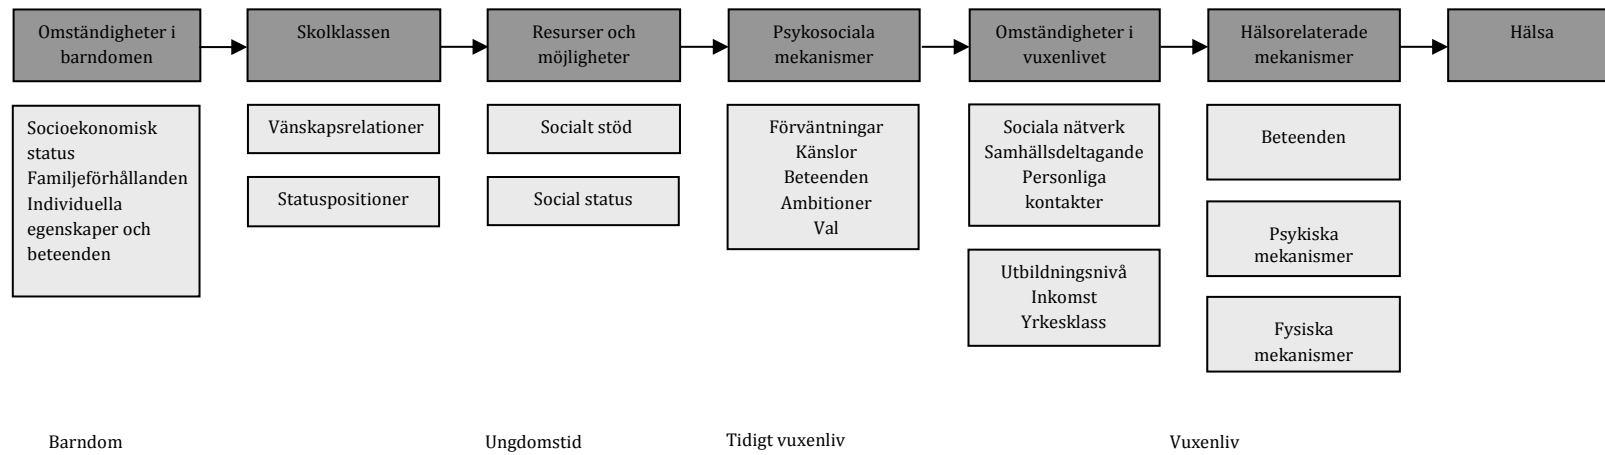 Omständigheter i
barndomen
Skolklassen
Resurser och
möjligheter
Psykosociala
mekanismer
Omständigheter i
vuxenlivet
Hälsorelaterade
mekanismer
Hälsa
Socioekonomisk
status
Familjeförhållanden
Individuella
egenskaper och
beteenden
Vänskapsrelationer
Statuspositioner
Socialt stöd
Social status
Förväntningar
Känslor
Beteenden
Ambitioner
Val
Sociala nätverk
Samhällsdeltagande
Personliga
kontakter
Utbildningsnivå
Inkomst
Yrkesklass
Beteenden
Psykiska
mekanismer
Fysiska
mekanismer
Barndom
Ungdomstid
Tidigt vuxenliv
Vuxenliv